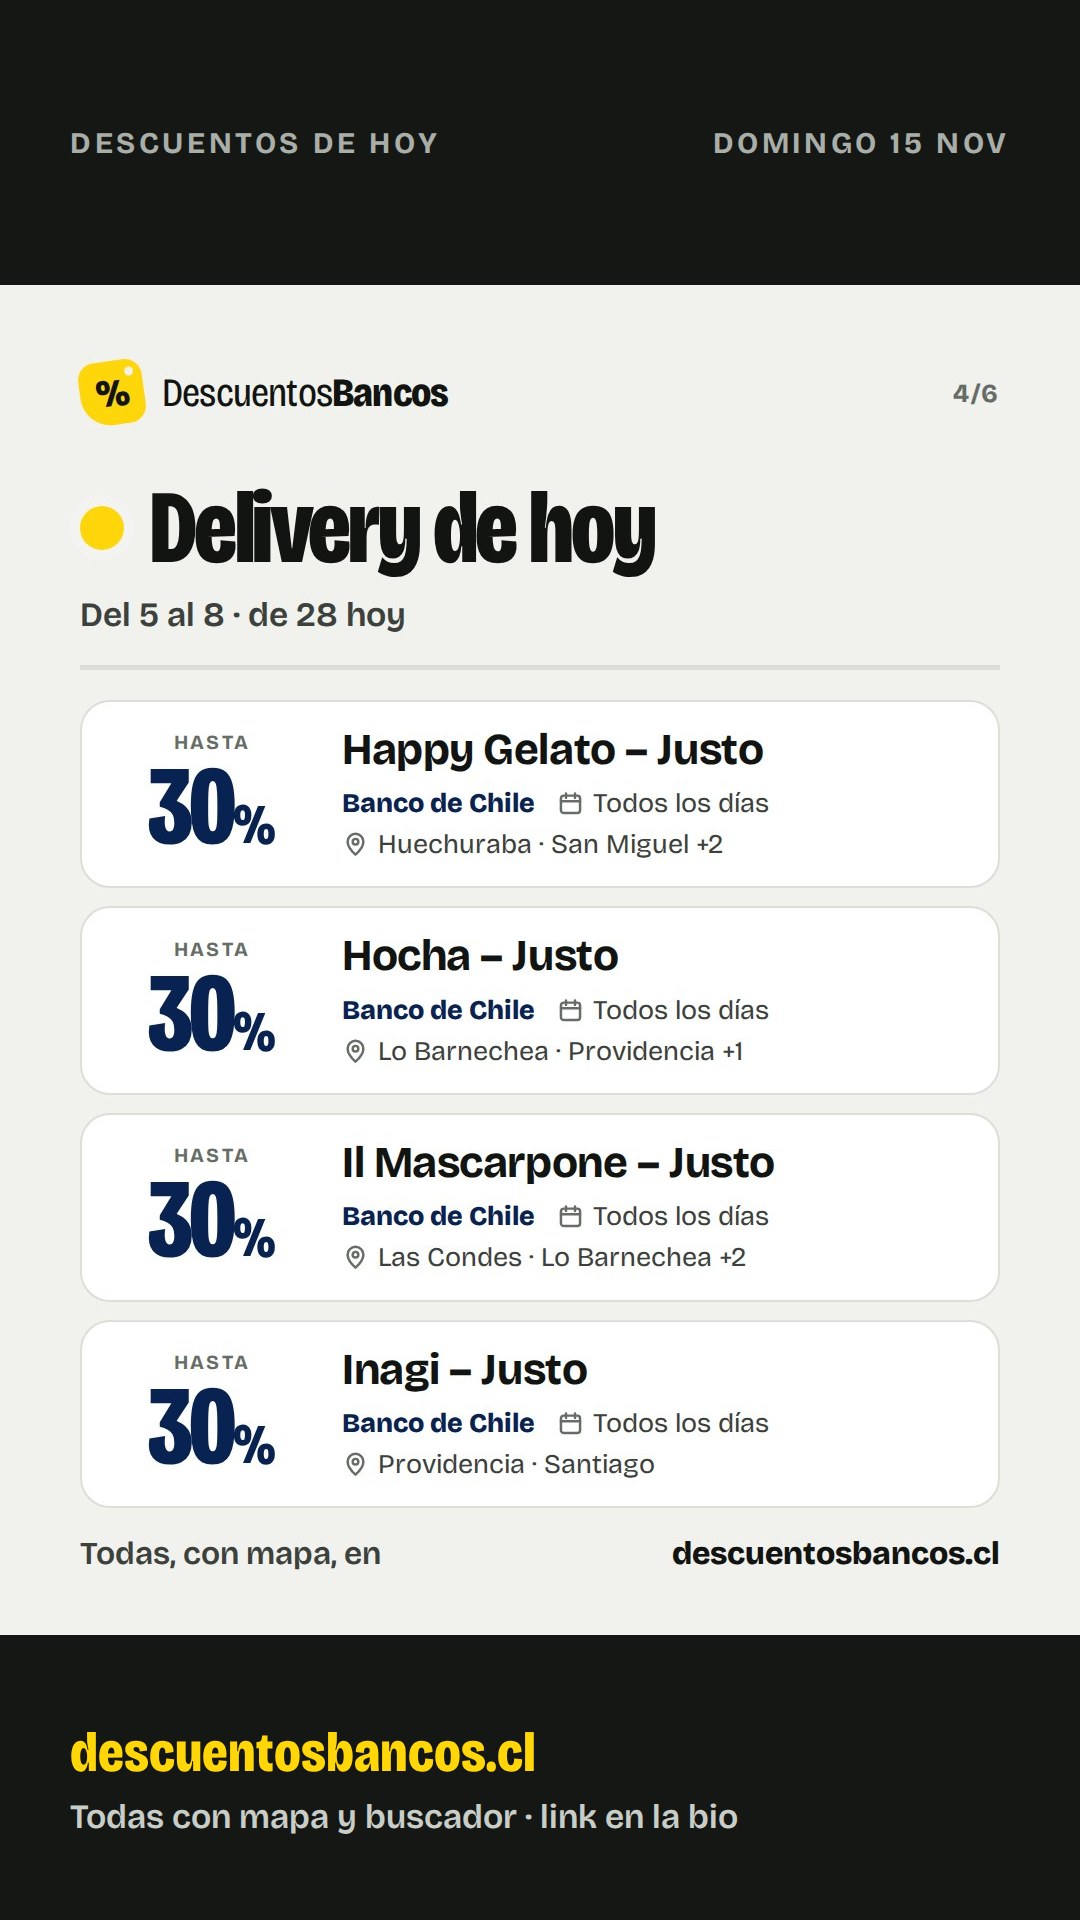 DESCUENTOS DE HOY
DOMINGO 15 NOV
%
DescuentosBancos
4/6
Delivery de hoy
Del 5 al 8 · de 28 hoy
HASTA
30%
Happy Gelato – Justo
Banco de Chile Todos los días
Huechuraba · San Miguel +2
HASTA
30%
Hocha – Justo
Banco de Chile Todos los días
Lo Barnechea · Providencia +1
HASTA
30%
Il Mascarpone – Justo
Banco de Chile Todos los días
Las Condes · Lo Barnechea +2
HASTA
30%
Inagi – Justo
Banco de Chile Todos los días
Providencia · Santiago
Todas, con mapa, en
descuentosbancos.cl
descuentosbancos.cl
Todas con mapa y buscador · link en la bio